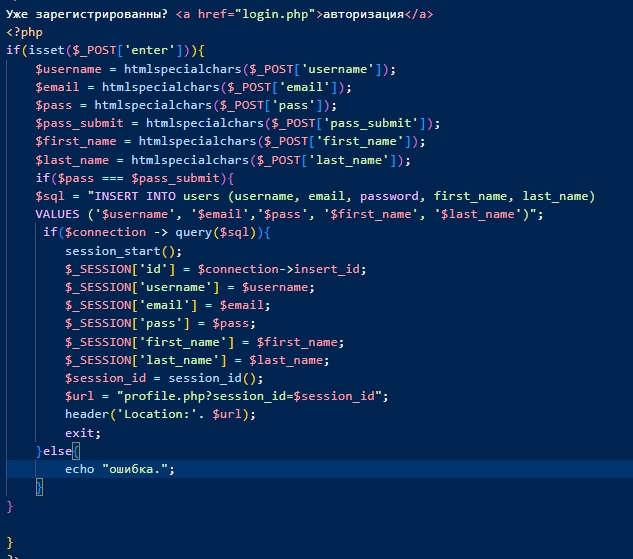 Уже зарегистрированны? <a href="login.php">авторизация</a>
<?php
if(isset($_POST['enter'])){
    $username = htmlspecialchars($_POST['username']);
    $email = htmlspecialchars($_POST['email']);
    $pass = htmlspecialchars($_POST['pass']);
    $pass_submit = htmlspecialchars($_POST['pass_submit']);
    $first_name = htmlspecialchars($_POST['first_name']);
    $last_name = htmlspecialchars($_POST['last_name']);
    if($pass === $pass_submit){
    $sql = "INSERT INTO users (username, email, password, first_name, last_name)
    VALUES ('$username', '$email','$pass', '$first_name', '$last_name')";
     if($connection -> query($sql)){
        session_start();
        $_SESSION['id'] = $connection->insert_id;
        $_SESSION['username'] = $username;
        $_SESSION['email'] = $email;
        $_SESSION['pass'] = $pass;
        $_SESSION['first_name'] = $first_name;
        $_SESSION['last_name'] = $last_name;
        $session_id = session_id();
        $url = "profile.php?session_id=$session_id";
        header('Location:'. $url);
        exit;
    }else{
        echo "ошибка.";
    }
}

}
?>